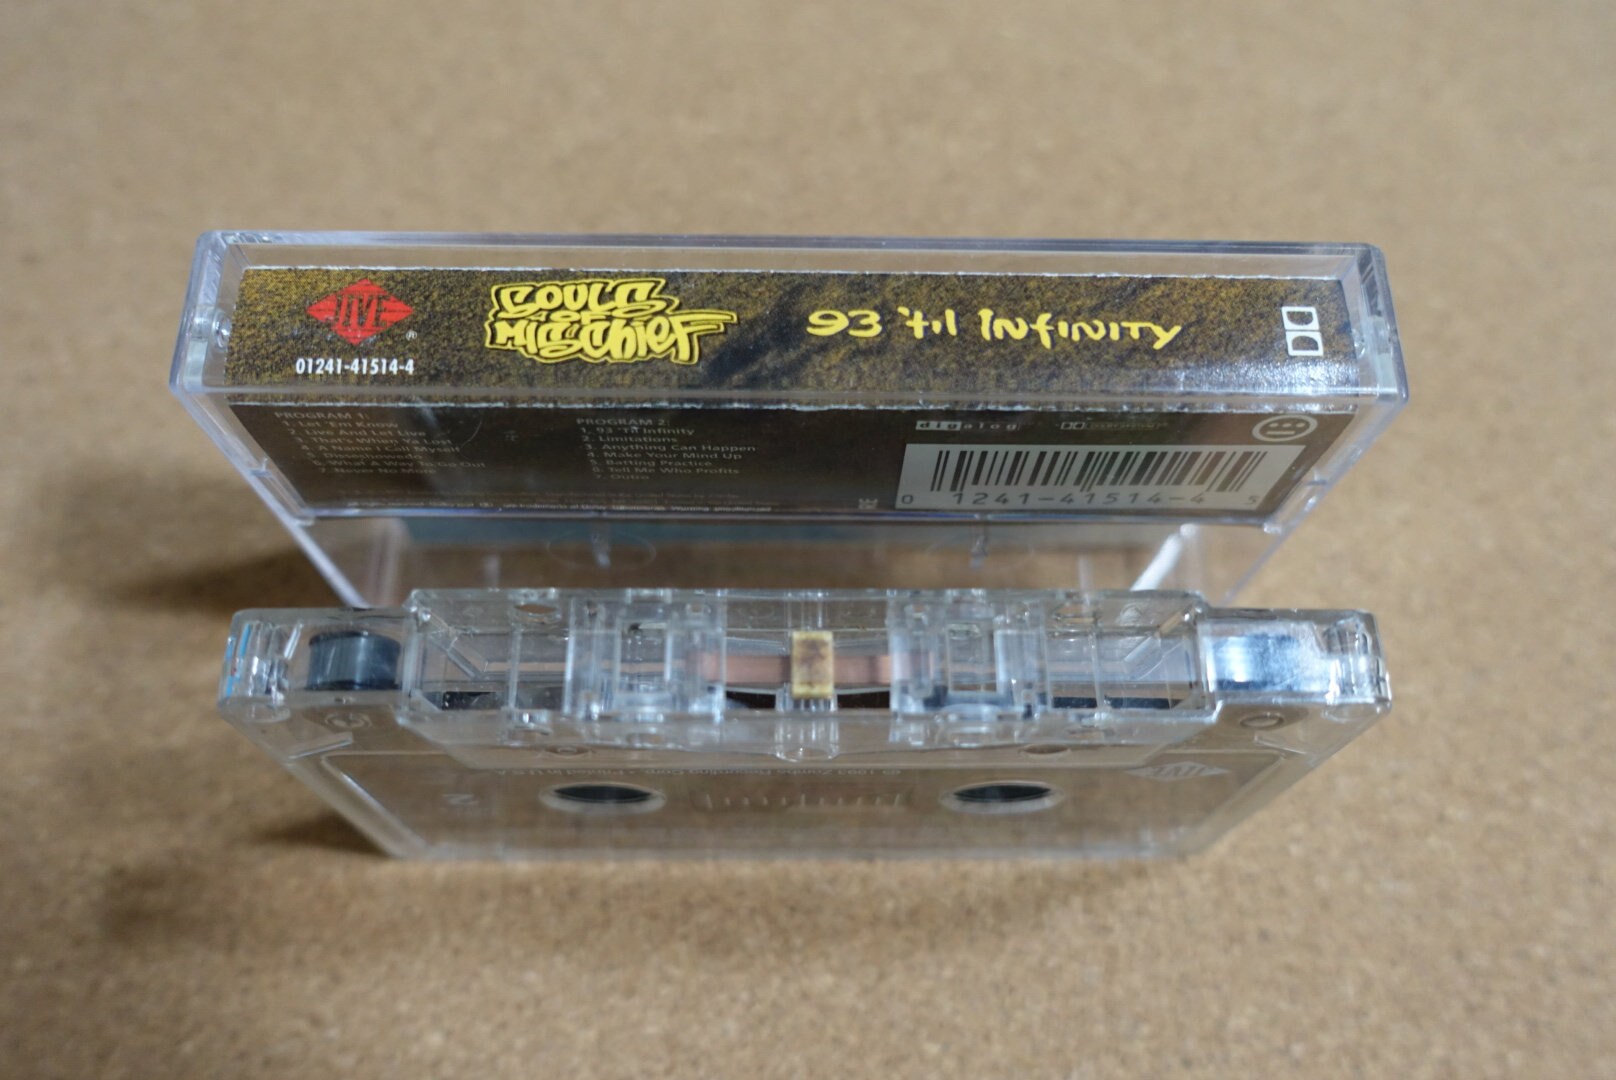 JIVE
®
01241-41514-4
SOULS
OF
MISCHIEF
93 'til INfiNiTY
PROGRAM 1:
1. Let 'Em Know
2. Live And Let Live
3. That's When Ya Lost
4. A Name I Call Myself
5. Disseshowedo
6. What A Way To Go Out
7. Never No More
PROGRAM 2:
1. 93 'Til Infinity
2. Limitations
3. Anything Can Happen
4. Make Your Mind Up
5. Batting Practice
6. Tell Me Who Profits
7. Outro
digalog
0 1241-41514-4 5
2
JIVE